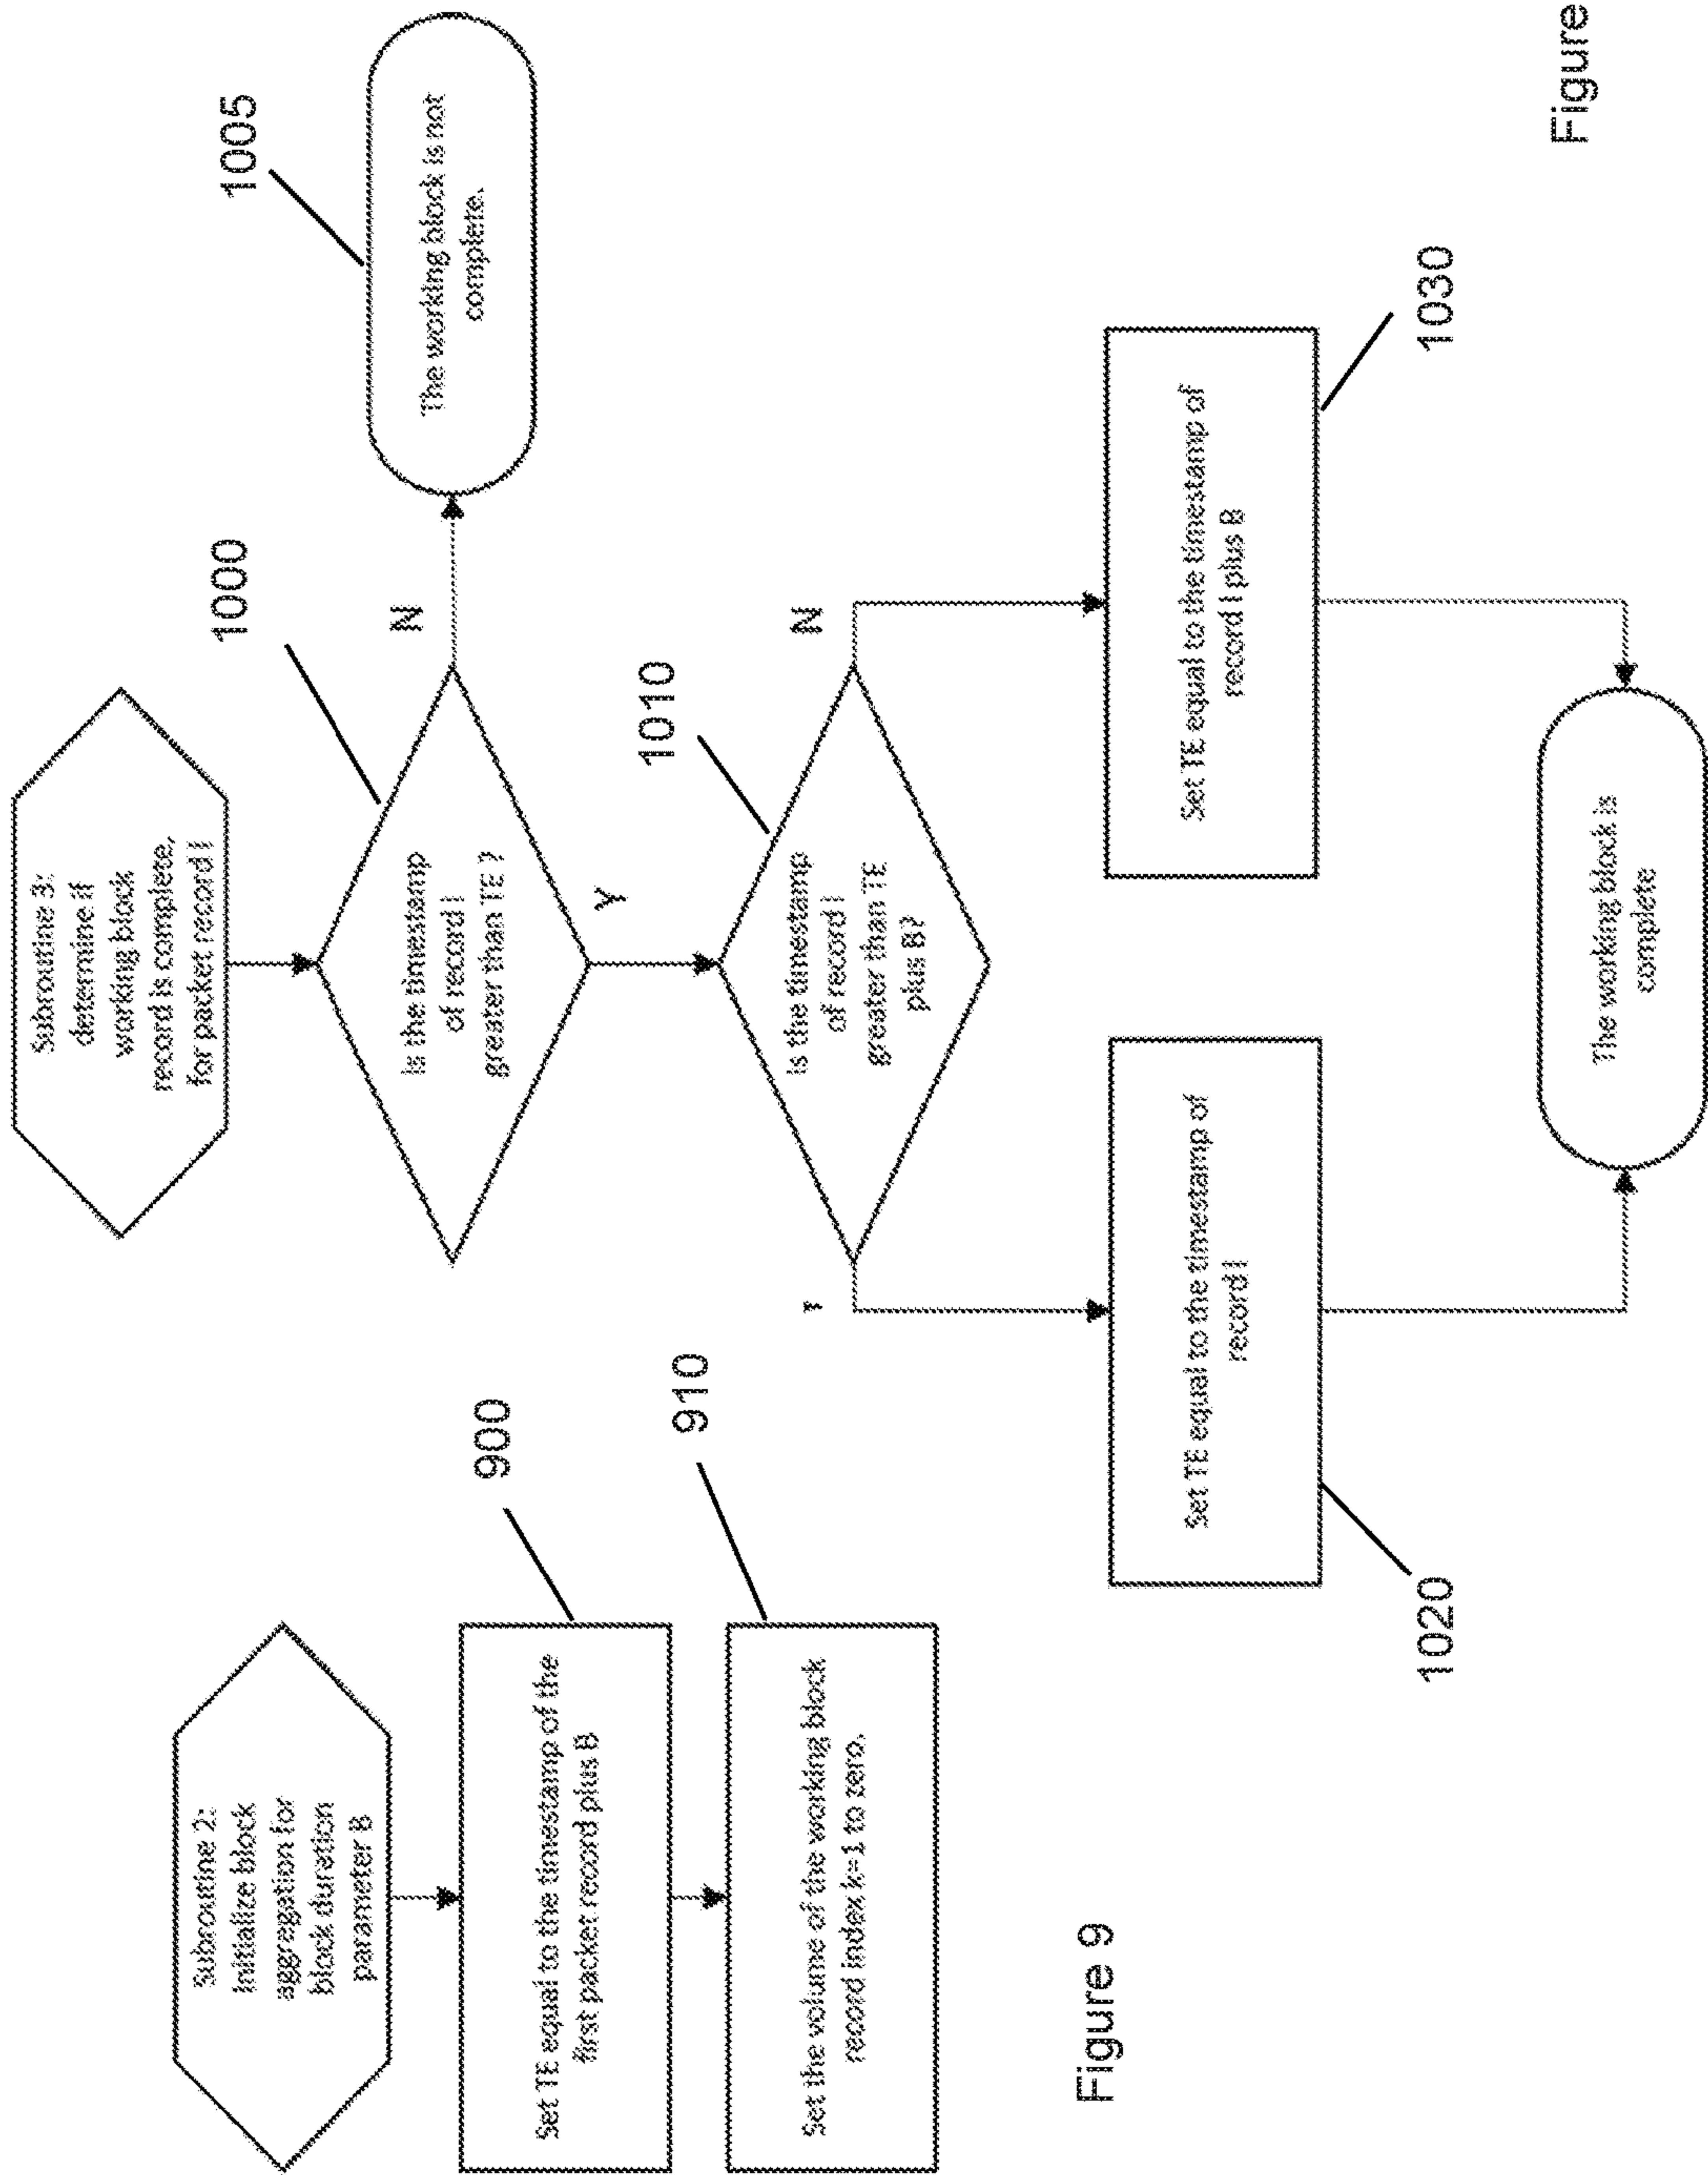 Subroutine 2:
Initialize block
aggregation for
block duration
parameter B
900
Set TE equal to the timestamp of the
first packet record plus B
910
Set the volume of the working block
record index k=1 to zero.
Figure 9
Subroutine 3:
determine if
working block
record is complete,
for packet record I
1000
Is the timestamp
of record I
greater than TE ?
N
1005
The working block is not
complete.
Y
1010
Is the timestamp
of record I
greater than TE
plus B?
N
Set TE equal to the timestamp of
record I
1020
Set TE equal to the timestamp of
record I plus B
1030
The working block is
complete
Figure